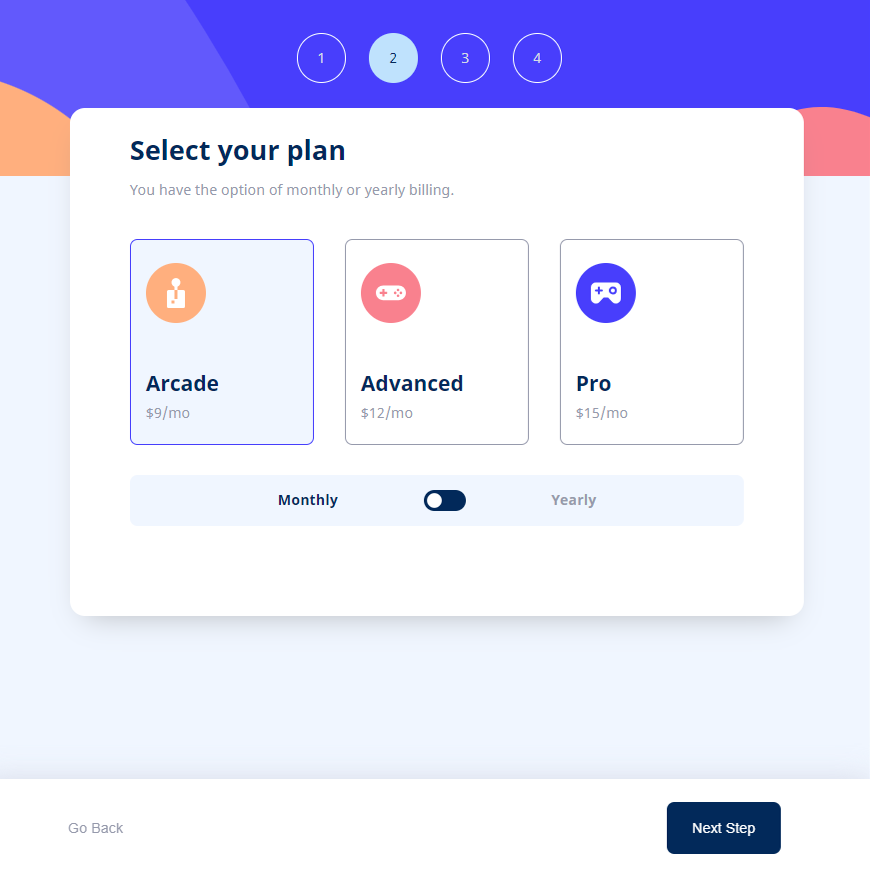 1 2 3 4
Select your plan
You have the option of monthly or yearly billing.
Arcade
$9/mo
Advanced
$12/mo
Pro
$15/mo
Monthly Yearly
Go Back Next Step